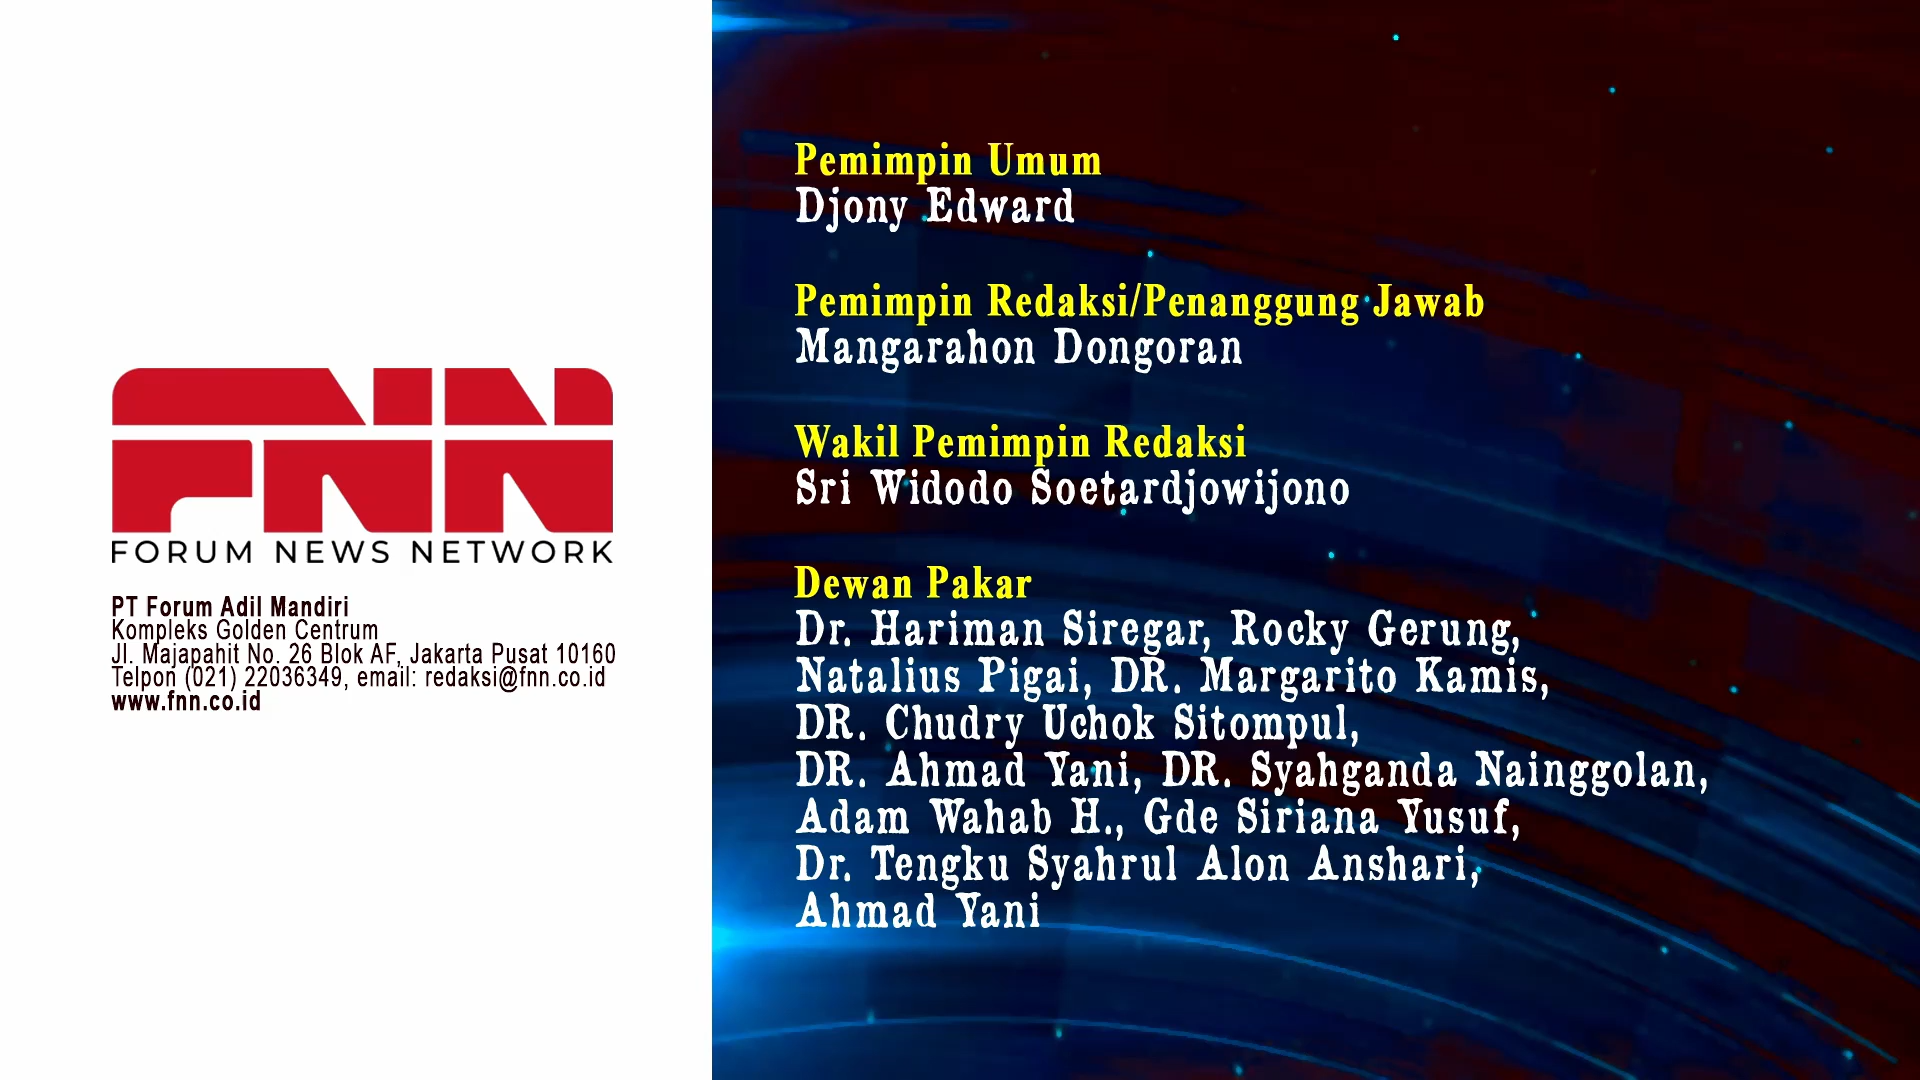 FNN
FORUM NEWS NETWORK
PT Forum Adil Mandiri
Kompleks Golden Centrum
Jl. Majapahit No. 26 Blok AF, Jakarta Pusat 10160
Telpon (021) 22036349, email: redaksi@fnn.co.id
www.fnn.co.id
Pemimpin Umum
Djony Edward
Pemimpin Redaksi/Penanggung Jawab
Mangarahon Dongoran
Wakil Pemimpin Redaksi
Sri Widodo Soetardjowijono
Dewan Pakar
Dr. Hariman Siregar, Rocky Gerung,
Natalius Pigai, DR. Margarito Kamis,
DR. Chudry Uchok Sitompul,
DR. Ahmad Yani, DR. Syahganda Nainggolan,
Adam Wahab H., Gde Siriana Yusuf,
Dr. Tengku Syahrul Alon Anshari,
Ahmad Yani